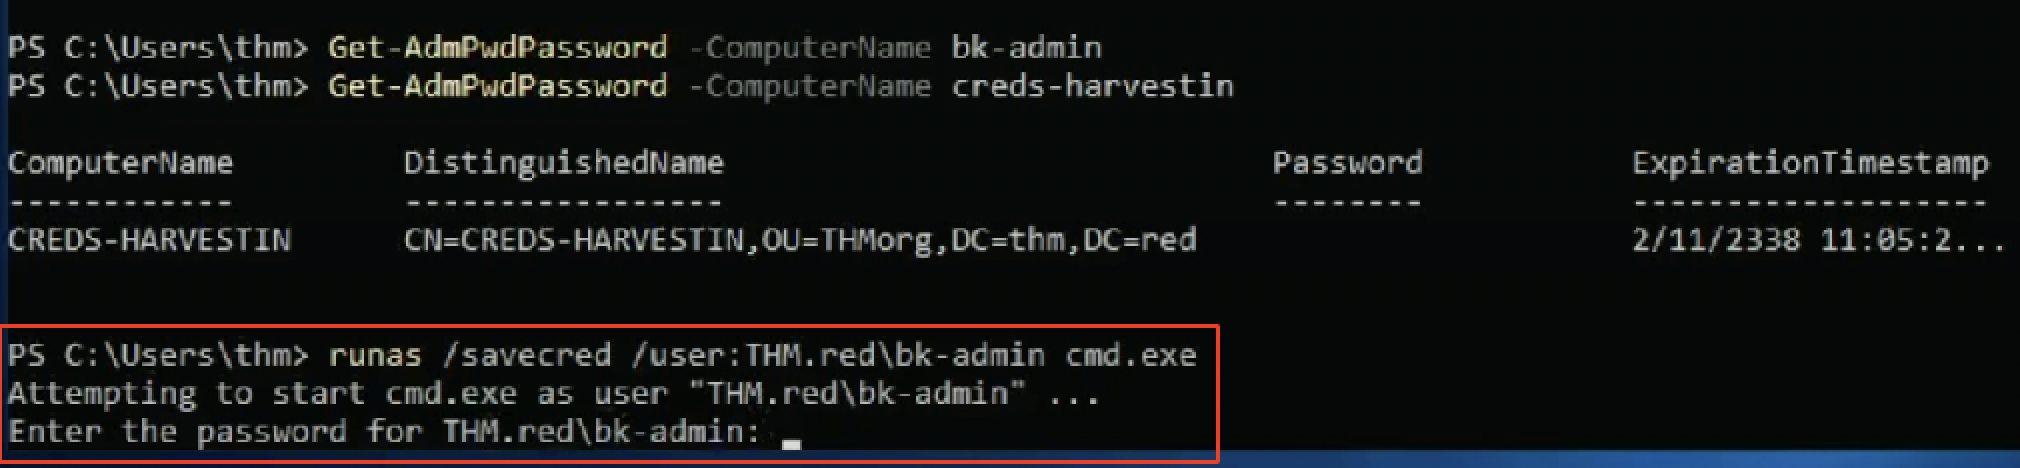 PS C:\Users\thm> Get-AdmPwdPassword -ComputerName bk-admin
PS C:\Users\thm> Get-AdmPwdPassword -ComputerName creds-harvestin
ComputerName DistinguishedName Password ExpirationTimestamp
------------ ----------------- -------- -------------------
CREDS-HARVESTIN CN=CREDS-HARVESTIN,OU=THMorg,DC=thm,DC=red 2/11/2338 11:05:2...
PS C:\Users\thm> runas /savecred /user:THM.red\bk-admin cmd.exe
Attempting to start cmd.exe as user "THM.red\bk-admin" ...
Enter the password for THM.red\bk-admin: _